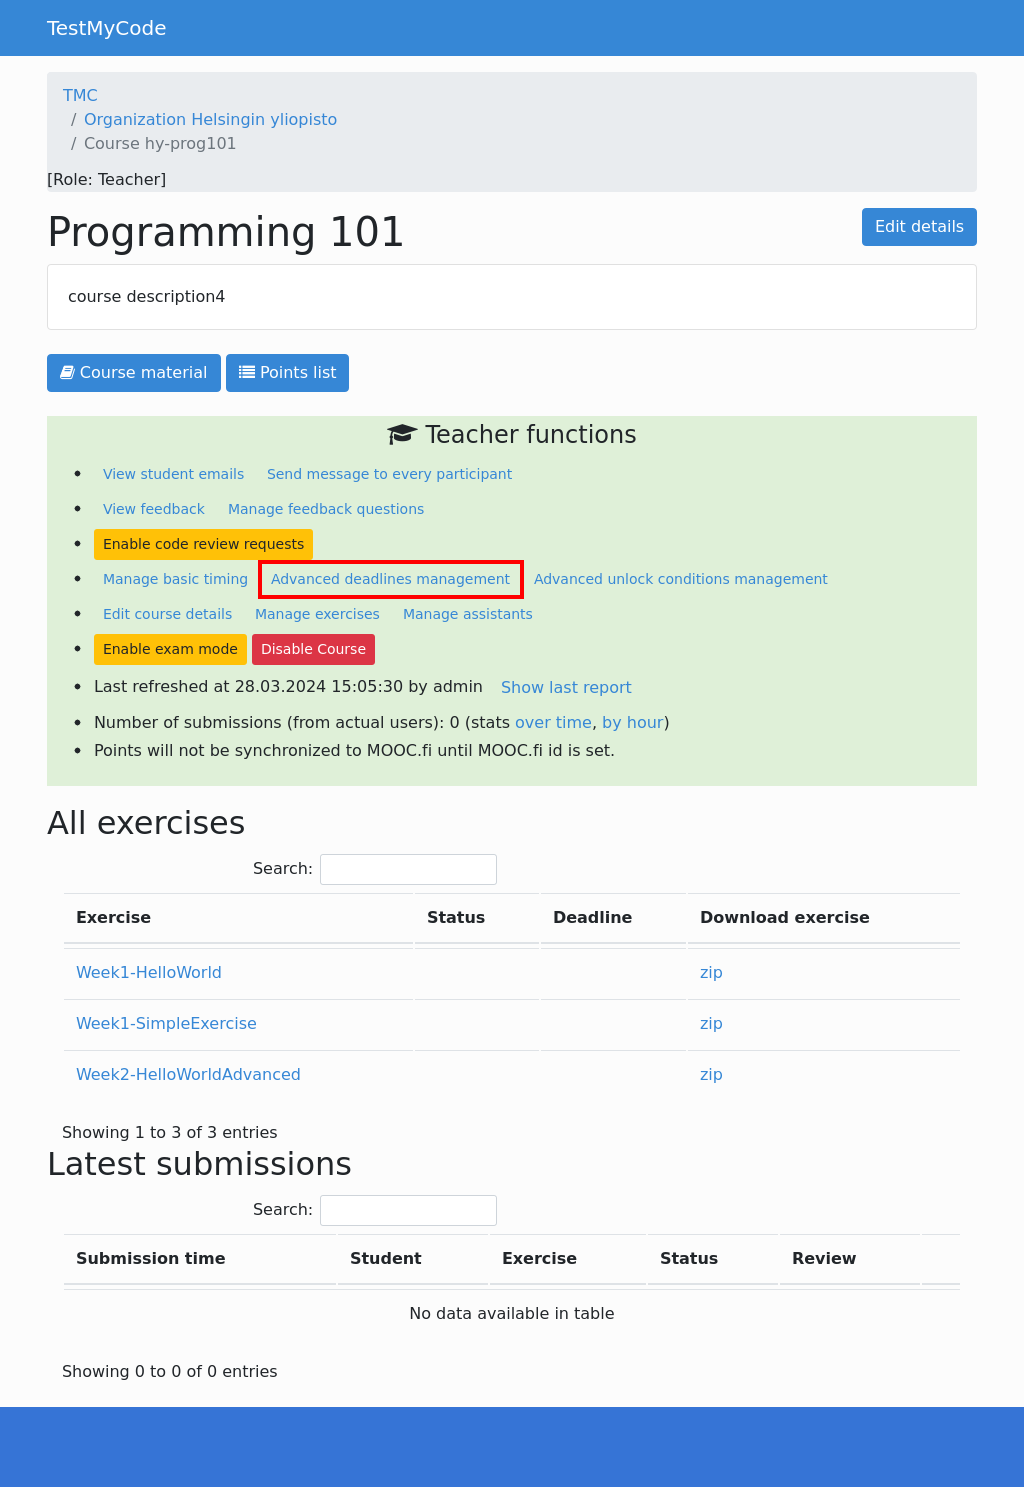 TestMyCode
TMC
/ Organization Helsingin yliopisto
/ Course hy-prog101
[Role: Teacher]
Programming 101
Edit details
course description4
Course material Points list
Teacher functions
• View student emails Send message to every participant
• View feedback Manage feedback questions
• Enable code review requests
• Manage basic timing Advanced deadlines management Advanced unlock conditions management
• Edit course details Manage exercises Manage assistants
• Enable exam mode Disable Course
• Last refreshed at 28.03.2024 15:05:30 by admin Show last report
• Number of submissions (from actual users): 0 (stats over time, by hour)
• Points will not be synchronized to MOOC.fi until MOOC.fi id is set.
All exercises
Search:
Exercise Status Deadline Download exercise
Week1-HelloWorld zip
Week1-SimpleExercise zip
Week2-HelloWorldAdvanced zip
Showing 1 to 3 of 3 entries
Latest submissions
Search:
Submission time Student Exercise Status Review
No data available in table
Showing 0 to 0 of 0 entries